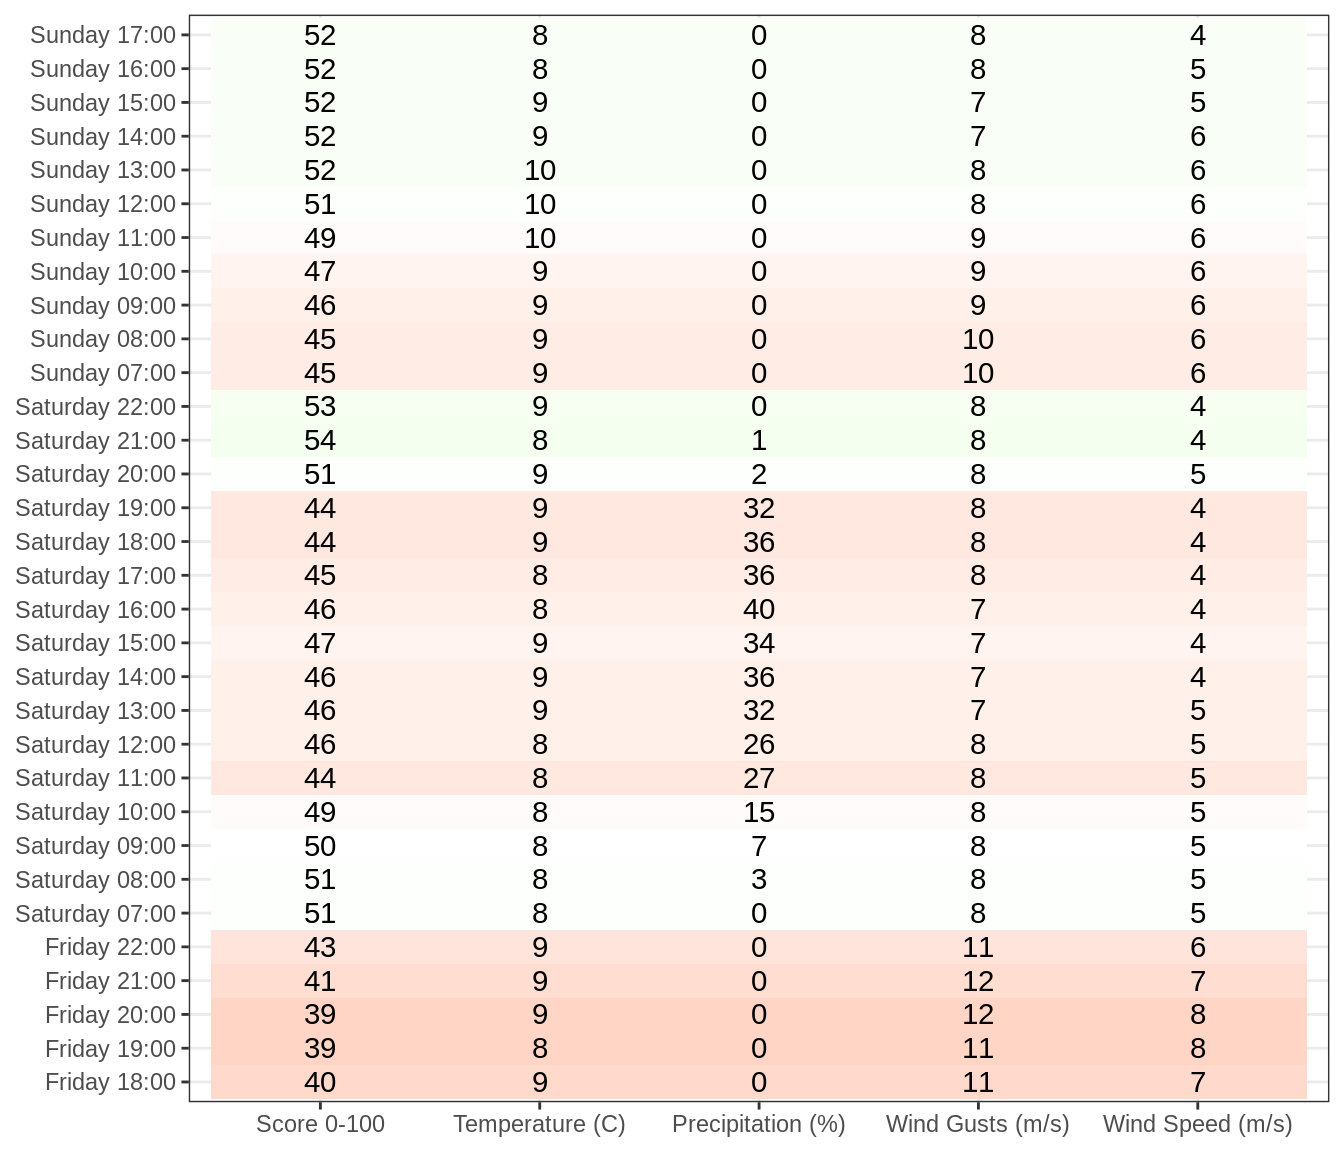 Sunday 17:00 52 8 0 8 4
Sunday 16:00 52 8 0 8 5
Sunday 15:00 52 9 0 7 5
Sunday 14:00 52 9 0 7 6
Sunday 13:00 52 10 0 8 6
Sunday 12:00 51 10 0 8 6
Sunday 11:00 49 10 0 9 6
Sunday 10:00 47 9 0 9 6
Sunday 09:00 46 9 0 9 6
Sunday 08:00 45 9 0 10 6
Sunday 07:00 45 9 0 10 6
Saturday 22:00 53 9 0 8 4
Saturday 21:00 54 8 1 8 4
Saturday 20:00 51 9 2 8 5
Saturday 19:00 44 9 32 8 4
Saturday 18:00 44 9 36 8 4
Saturday 17:00 45 8 36 8 4
Saturday 16:00 46 8 40 7 4
Saturday 15:00 47 9 34 7 4
Saturday 14:00 46 9 36 7 4
Saturday 13:00 46 9 32 7 5
Saturday 12:00 46 8 26 8 5
Saturday 11:00 44 8 27 8 5
Saturday 10:00 49 8 15 8 5
Saturday 09:00 50 8 7 8 5
Saturday 08:00 51 8 3 8 5
Saturday 07:00 51 8 0 8 5
Friday 22:00 43 9 0 11 6
Friday 21:00 41 9 0 12 7
Friday 20:00 39 9 0 12 8
Friday 19:00 39 8 0 11 8
Friday 18:00 40 9 0 11 7
Score 0-100 Temperature (C) Precipitation (%) Wind Gusts (m/s) Wind Speed (m/s)